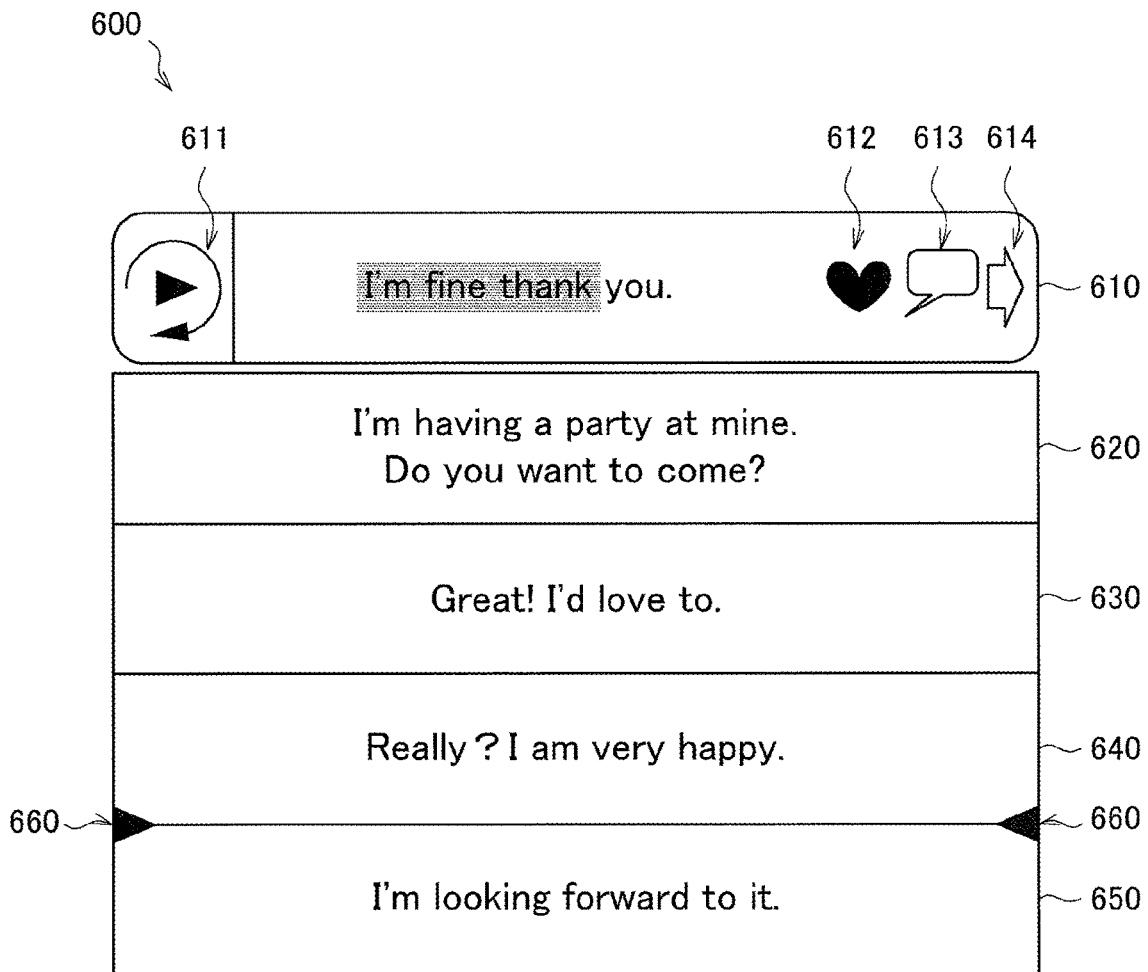 600
611
612 613 614
I'm fine thank you.
610
I'm having a party at mine.
Do you want to come?
620
Great! I'd love to.
630
Really? I am very happy.
640
660
660
I'm looking forward to it.
650